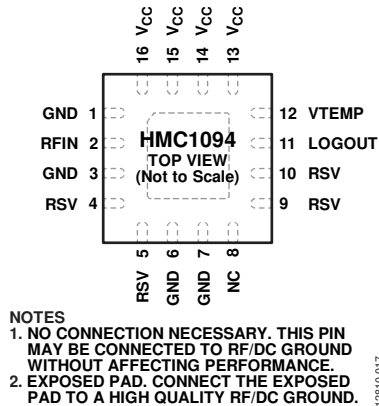 16 VCC
15 VCC
14 VCC
13 VCC
GND 1
RFIN 2
GND 3
RSV 4
HMC1094
TOP VIEW
(Not to Scale)
12 VTEMP
11 LOGOUT
10 RSV
9 RSV
RSV 5
GND 6
GND 7
NC 8
NOTES
1. NO CONNECTION NECESSARY. THIS PIN
MAY BE CONNECTED TO RF/DC GROUND
WITHOUT AFFECTING PERFORMANCE.
2. EXPOSED PAD. CONNECT THE EXPOSED
PAD TO A HIGH QUALITY RF/DC GROUND.